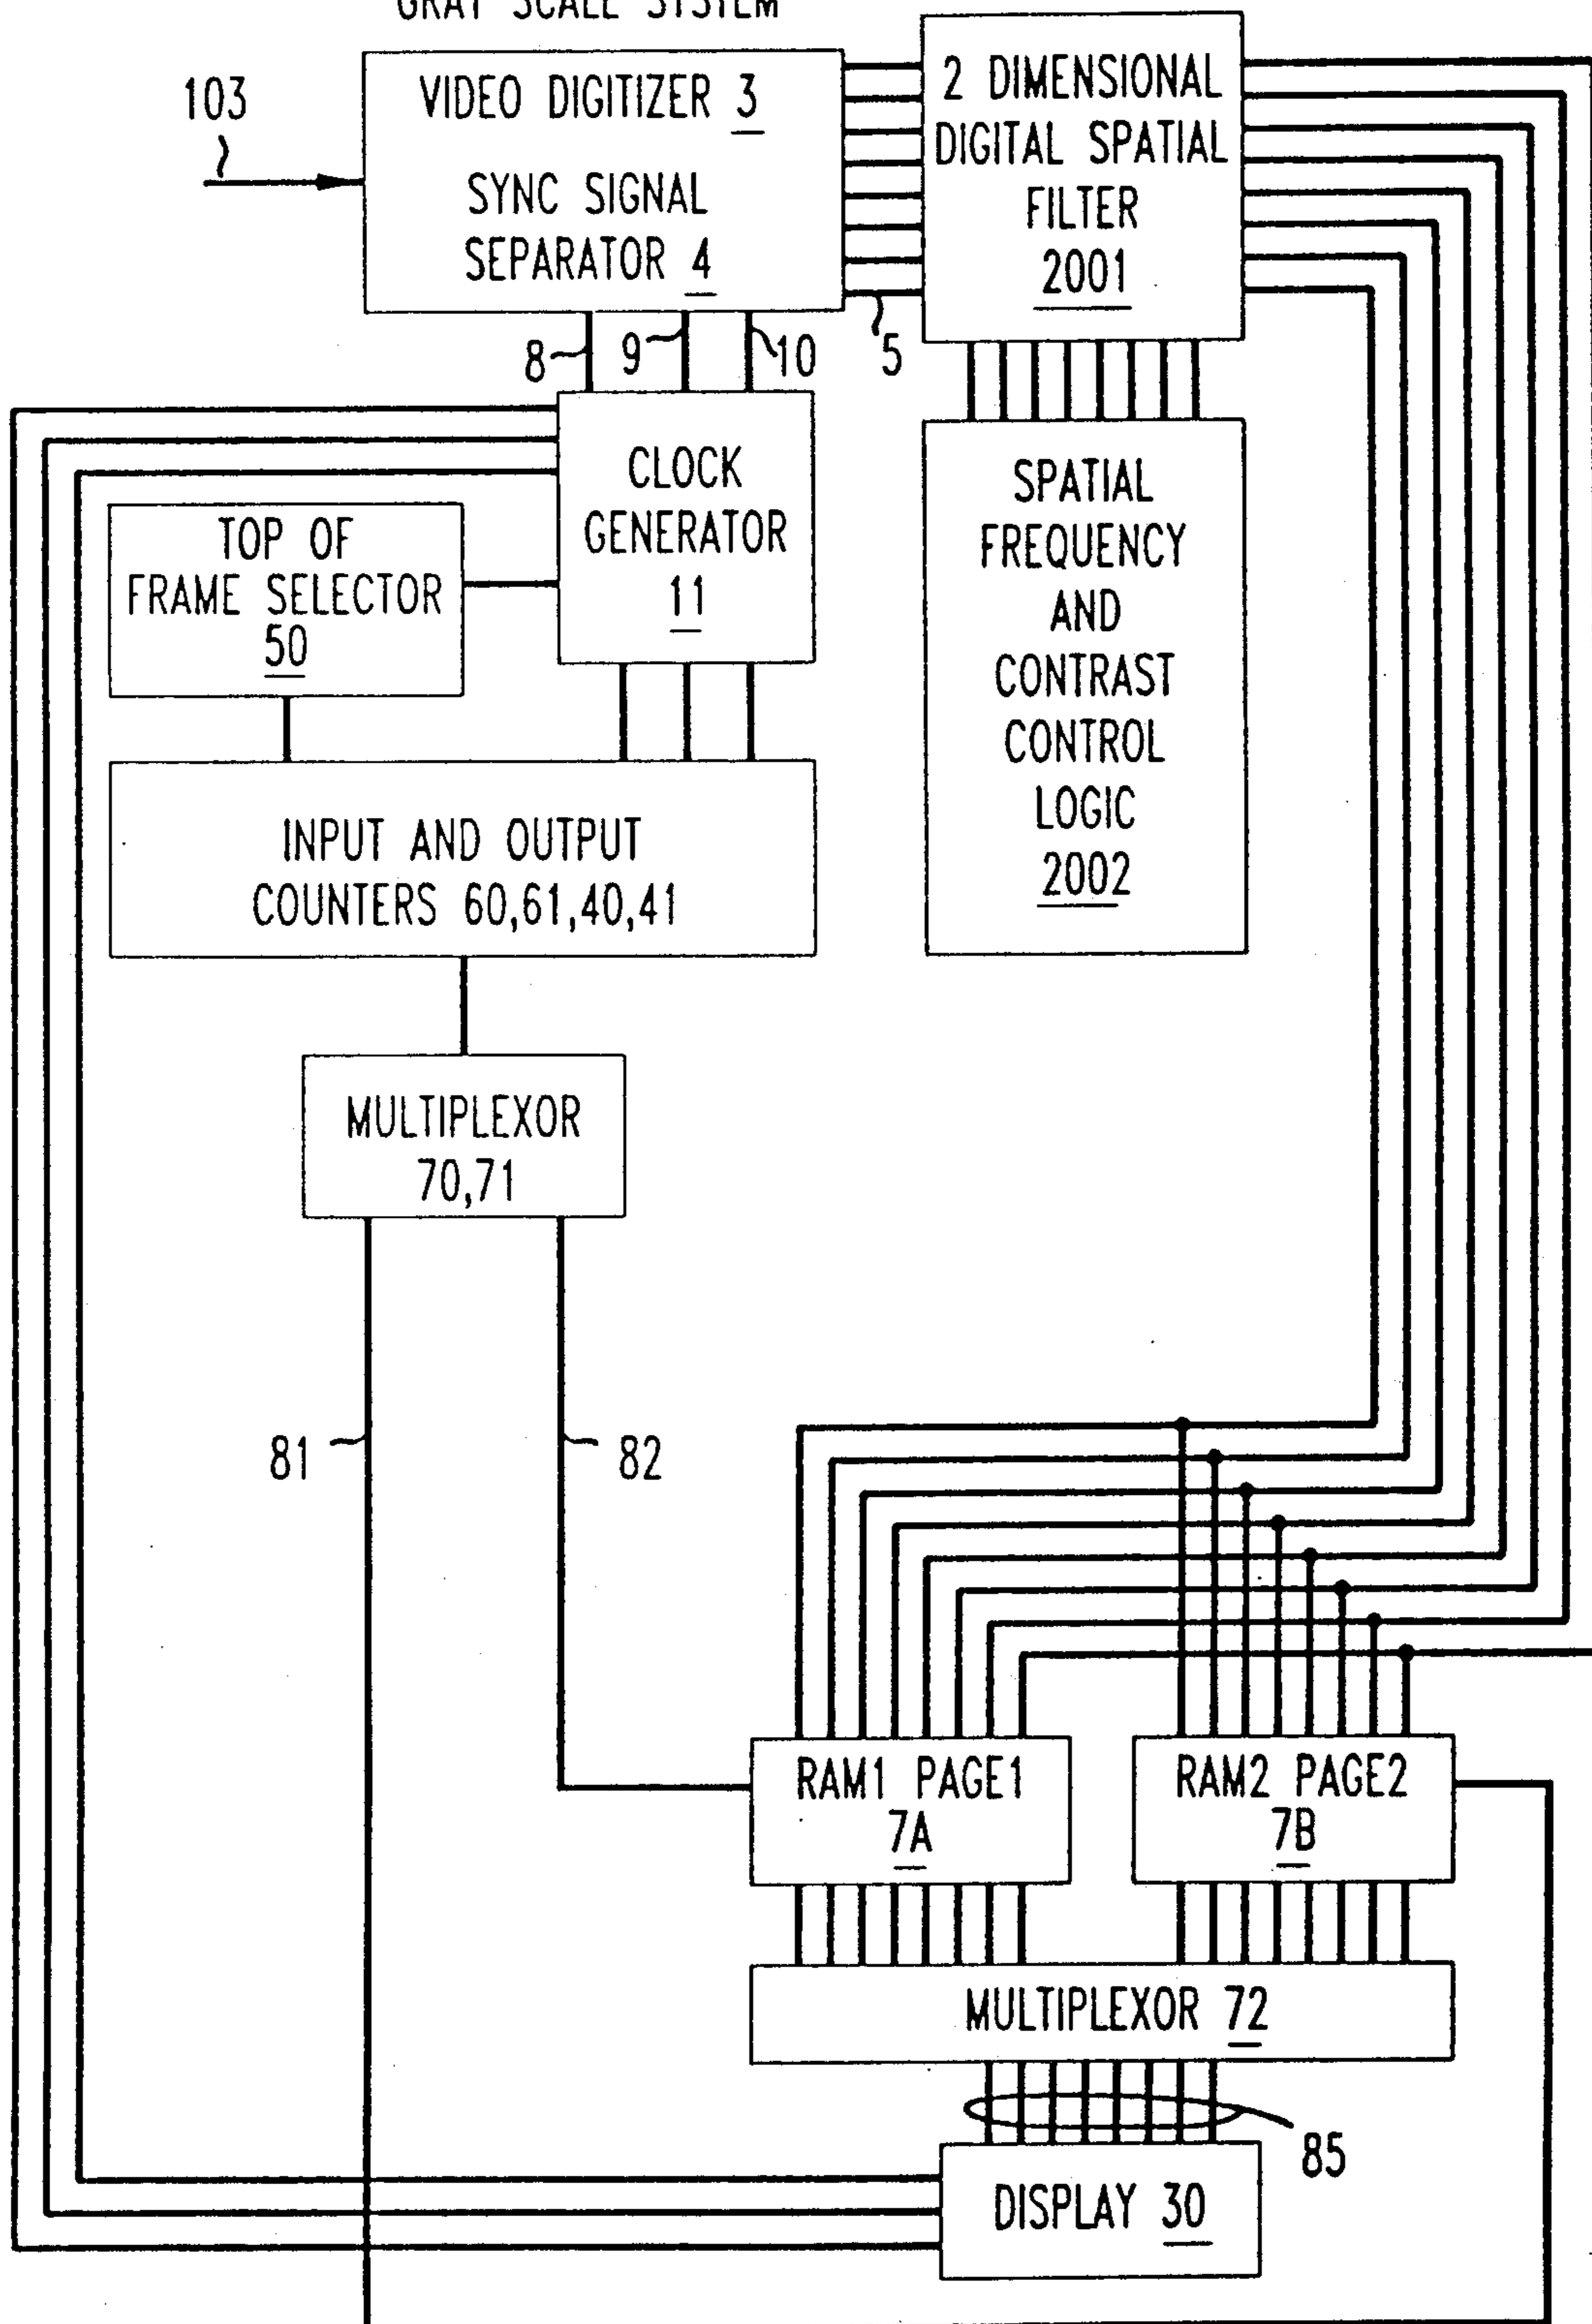 GRAY SCALE SYSTEM
103
VIDEO DIGITIZER 3
SYNC SIGNAL
SEPARATOR 4
2 DIMENSIONAL
DIGITAL SPATIAL
FILTER
2001
8
9
10
5
CLOCK
GENERATOR
11
TOP OF
FRAME SELECTOR
50
SPATIAL
FREQUENCY
AND
CONTRAST
CONTROL
LOGIC
2002
INPUT AND OUTPUT
COUNTERS 60,61,40,41
MULTIPLEXOR
70,71
81
82
RAM1 PAGE1
7A
RAM2 PAGE2
7B
MULTIPLEXOR 72
85
DISPLAY 30